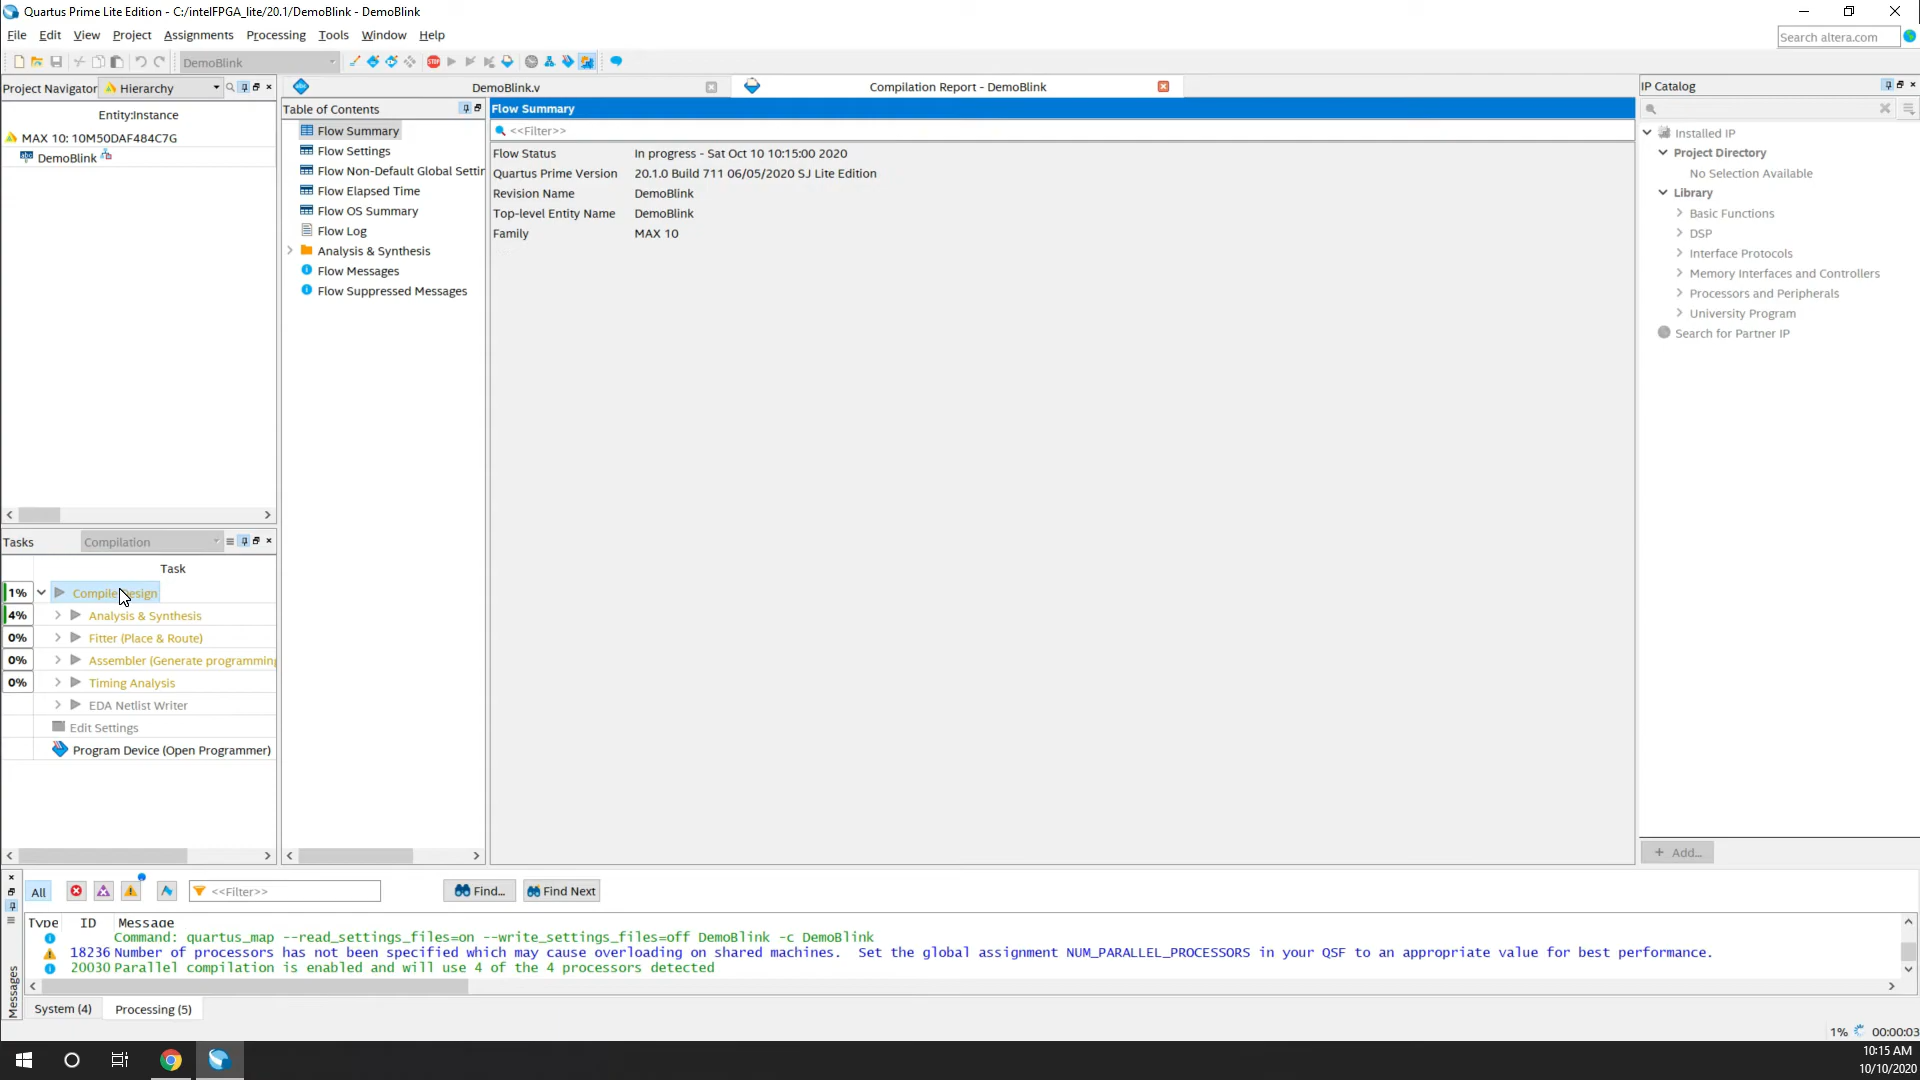 Quartus Prime Lite Edition - C:/intelFPGA_lite/20.1/DemoBlink - DemoBlink
File Edit View Project Assignments Processing Tools Window Help
Search altera.com
DemoBlink
Project Navigator Hierarchy
Entity:Instance
MAX 10: 10M50DAF484C7G
DemoBlink
DemoBlink.v
Compilation Report - DemoBlink
Table of Contents
Flow Summary
Flow Settings
Flow Non-Default Global Settir
Flow Elapsed Time
Flow OS Summary
Flow Log
Analysis & Synthesis
Flow Messages
Flow Suppressed Messages
Flow Summary
<<Filter>>
Flow Status In progress - Sat Oct 10 10:15:00 2020
Quartus Prime Version 20.1.0 Build 711 06/05/2020 SJ Lite Edition
Revision Name DemoBlink
Top-level Entity Name DemoBlink
Family MAX 10
IP Catalog
Installed IP
Project Directory
No Selection Available
Library
Basic Functions
DSP
Interface Protocols
Memory Interfaces and Controllers
Processors and Peripherals
University Program
Search for Partner IP
+ Add...
Tasks Compilation
Task
1% Compile Design
4% Analysis & Synthesis
0% Fitter (Place & Route)
0% Assembler (Generate programming
0% Timing Analysis
EDA Netlist Writer
Edit Settings
Program Device (Open Programmer)
All <<Filter>> Find... Find Next
Type ID Message
Command: quartus_map --read_settings_files=on --write_settings_files=off DemoBlink -c DemoBlink
18236 Number of processors has not been specified which may cause overloading on shared machines. Set the global assignment NUM_PARALLEL_PROCESSORS in your QSF to an appropriate value for best performance.
20030 Parallel compilation is enabled and will use 4 of the 4 processors detected
Messages
System (4) Processing (5)
1% 00:00:03
10:15 AM
10/10/2020